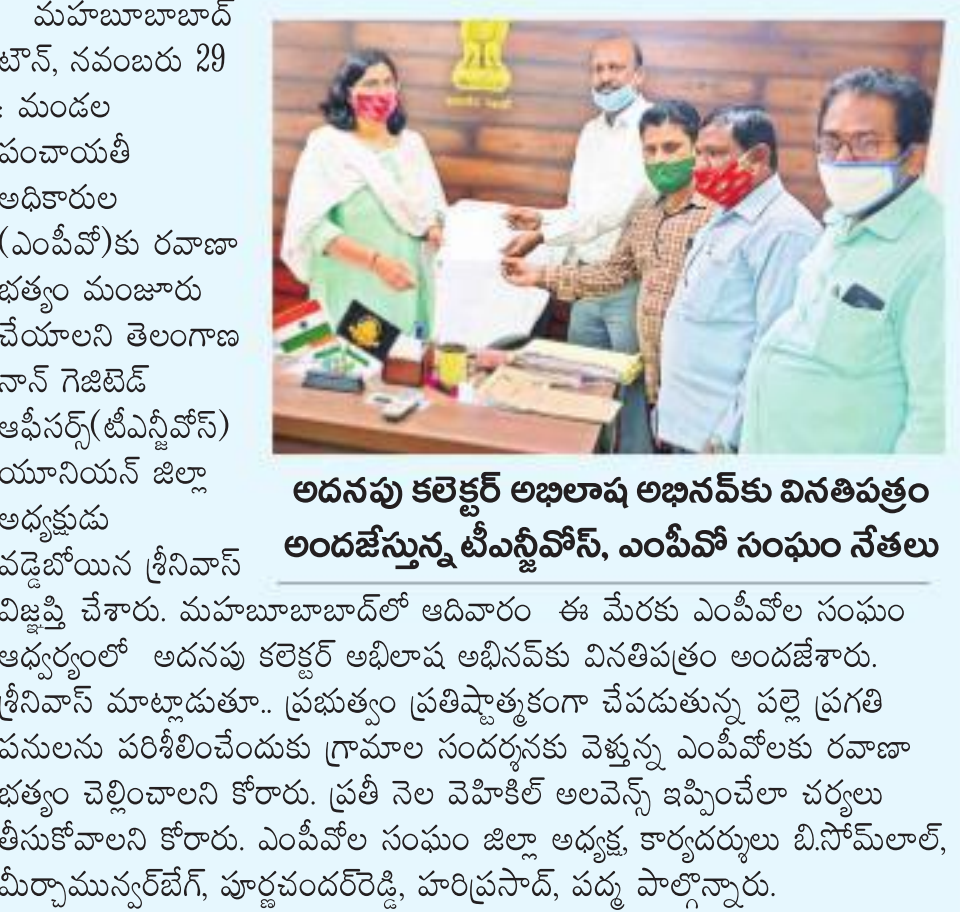 మహబూబాబాద్
టౌన్, నవంబరు 29
: మండల
పంచాయతీ
అధికారుల
(ఎంపీవో)కు రవాణా
భత్యం మంజూరు
చేయాలని తెలంగాణ
నాన్ గెజిటెడ్
ఆఫీసర్స్(టీఎన్జీవోస్)
యూనియన్ జిల్లా
అధ్యక్షుడు
వడ్డెబోయిన శ్రీనివాస్
అదనపు కలెక్టర్ అభిలాష అభినవ్‌కు వినతిపత్రం
అందజేస్తున్న టీఎన్జీవోస్, ఎంపీవో సంఘం నేతలు
విజ్ఞప్తి చేశారు. మహబూబాబాద్‌లో ఆదివారం ఈ మేరకు ఎంపీవోల సంఘం
ఆధ్వర్యంలో అదనపు కలెక్టర్ అభిలాష అభినవ్‌కు వినతిపత్రం అందజేశారు.
శ్రీనివాస్ మాట్లాడుతూ.. ప్రభుత్వం ప్రతిష్టాత్మకంగా చేపడుతున్న పల్లె ప్రగతి
పనులను పరిశీలించేందుకు గ్రామాల సందర్శనకు వెళ్తున్న ఎంపీవోలకు రవాణా
భత్యం చెల్లించాలని కోరారు. ప్రతీ నెల వెహికిల్ అలవెన్స్ ఇప్పించేలా చర్యలు
తీసుకోవాలని కోరారు. ఎంపీవోల సంఘం జిల్లా అధ్యక్ష, కార్యదర్శులు బి.సోమ్‌లాల్,
మీర్చామున్వర్‌బేగ్, పూర్ణచందర్‌రెడ్డి, హరిప్రసాద్, పద్మ పాల్గొన్నారు.